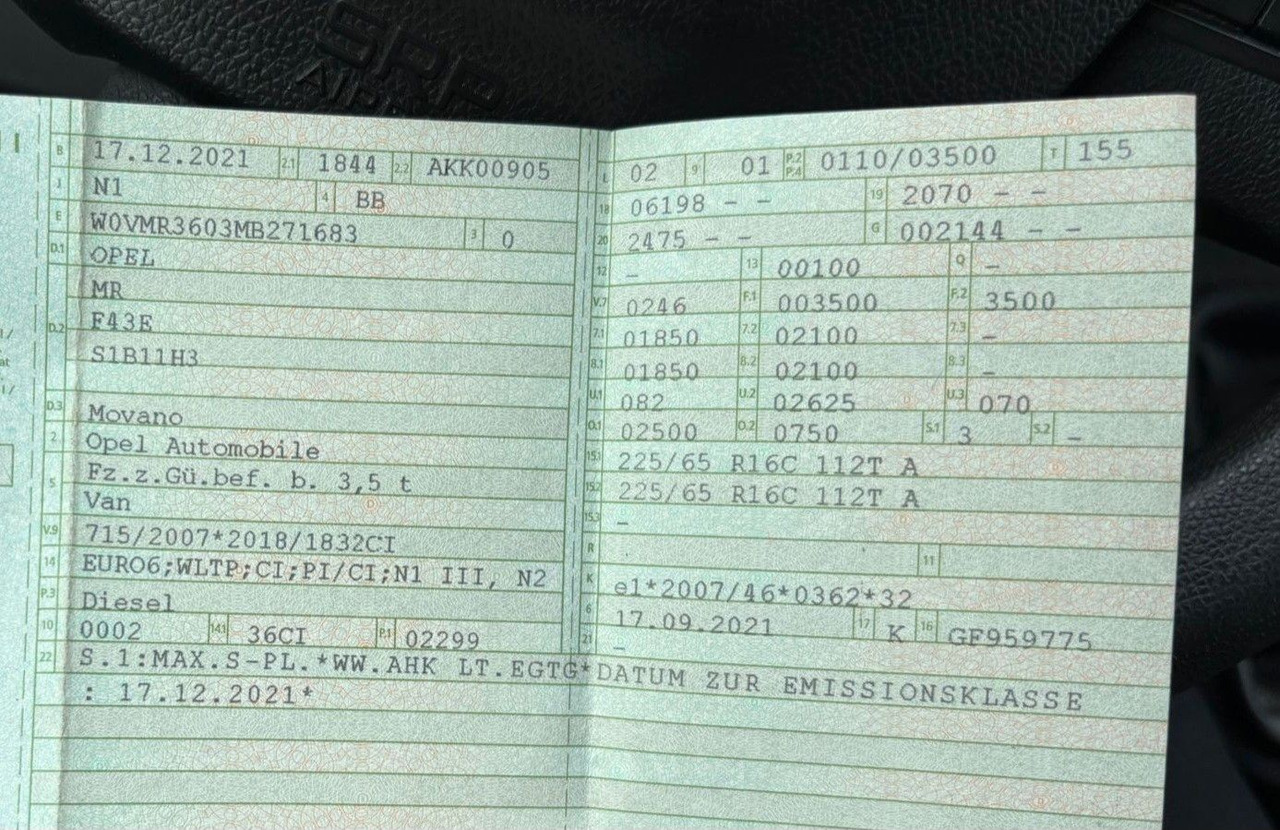 SRE
B 17.12.2021 2.1 1844 2.2 AKK00905
J N1 4 BB
E W0VMR3603MB271683 3 0
D.1 OPEL
MR
D.2 F43E
S1B11H3
D.3 Movano
2 Opel Automobile
5 Fz.z.Gü.bef. b. 3,5 t
Van
V.9 715/2007*2018/1832CI
14 EURO6;WLTP;CI;PI/CI;N1 III, N2
P.3 Diesel
10 0002 14.1 36CI P.1 02299
L 02 9 01 P.2 P.4 0110/03500 T 155
18 06198 - - 19 2070 - -
20 2475 - - G 002144 - -
12 - 13 00100 Q -
V.7 0246 F.1 003500 F.2 3500
7.1 01850 7.2 02100 7.3 -
8.1 01850 8.2 02100 8.3 -
U.1 082 U.2 02625 U.3 070
O.1 02500 O.2 0750 S.1 3 S.2 -
15.1 225/65 R16C 112T A
15.2 225/65 R16C 112T A
15.3 -
R 11
K e1*2007/46*0362*32
6 17.09.2021 17 K 16 GF959775
21 -
22 S.1:MAX.S-PL.*WW.AHK LT.EGTG*DATUM ZUR EMISSIONSKLASSE
: 17.12.2021*